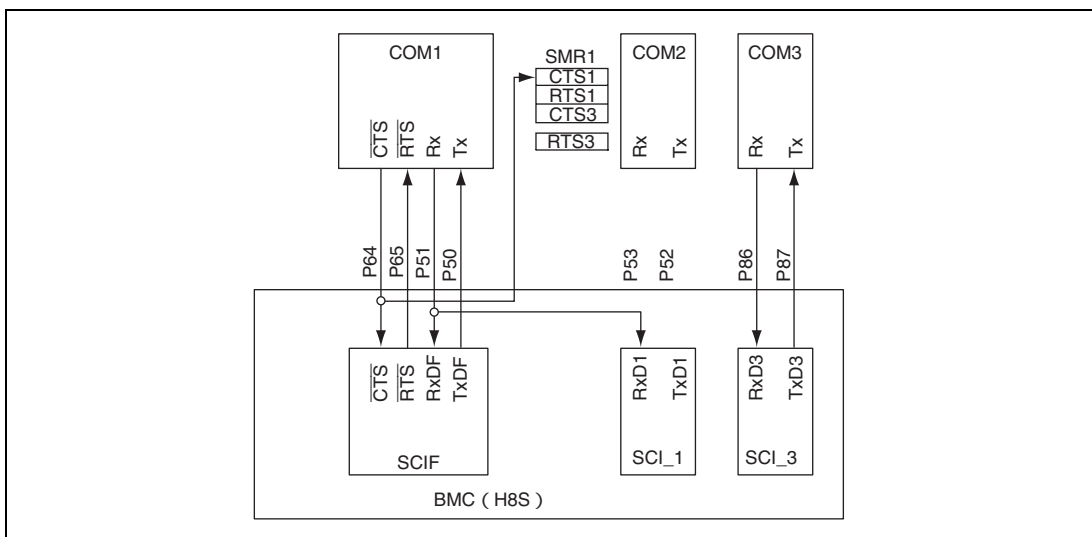 COM1
SMR1
CTS1
RTS1
CTS3
RTS3
COM2
COM3
CTS
RTS
Rx
Tx
Rx
Tx
Rx
Tx
P64
P65
P51
P50
P53
P52
P86
P87
CTS
RTS
RxDF
TxDF
RxD1
TxD1
RxD3
TxD3
SCIF
SCI_1
SCI_3
BMC ( H8S )